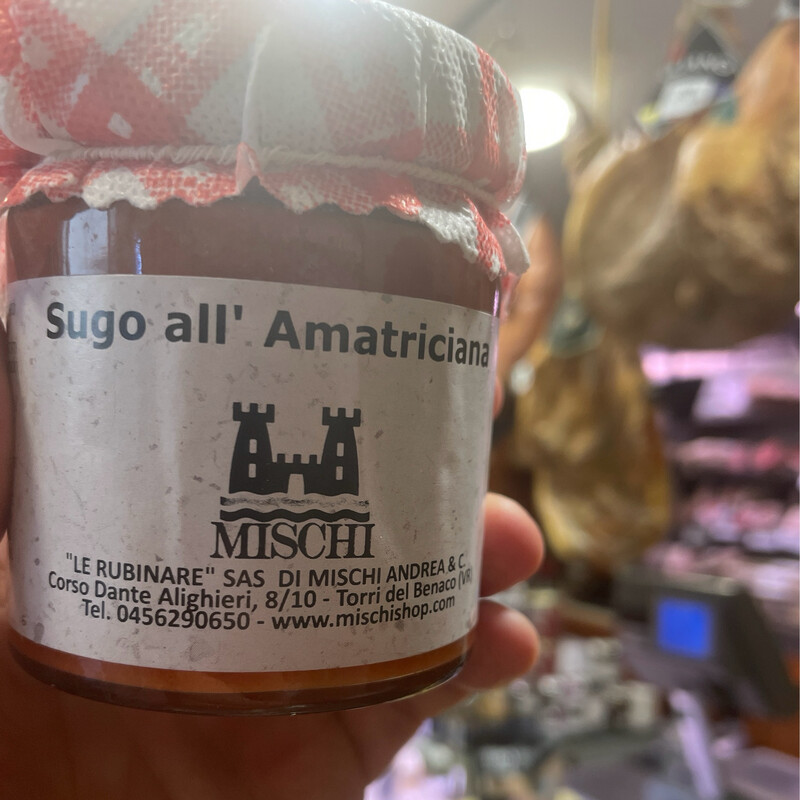 Sugo all' Amatriciana
MISCHI
"LE RUBINARE" SAS DI MISCHI ANDREA & C.
Corso Dante Alighieri, 8/10 - Torri del Benaco (VR)
Tel. 0456290650 - www.mischishop.com